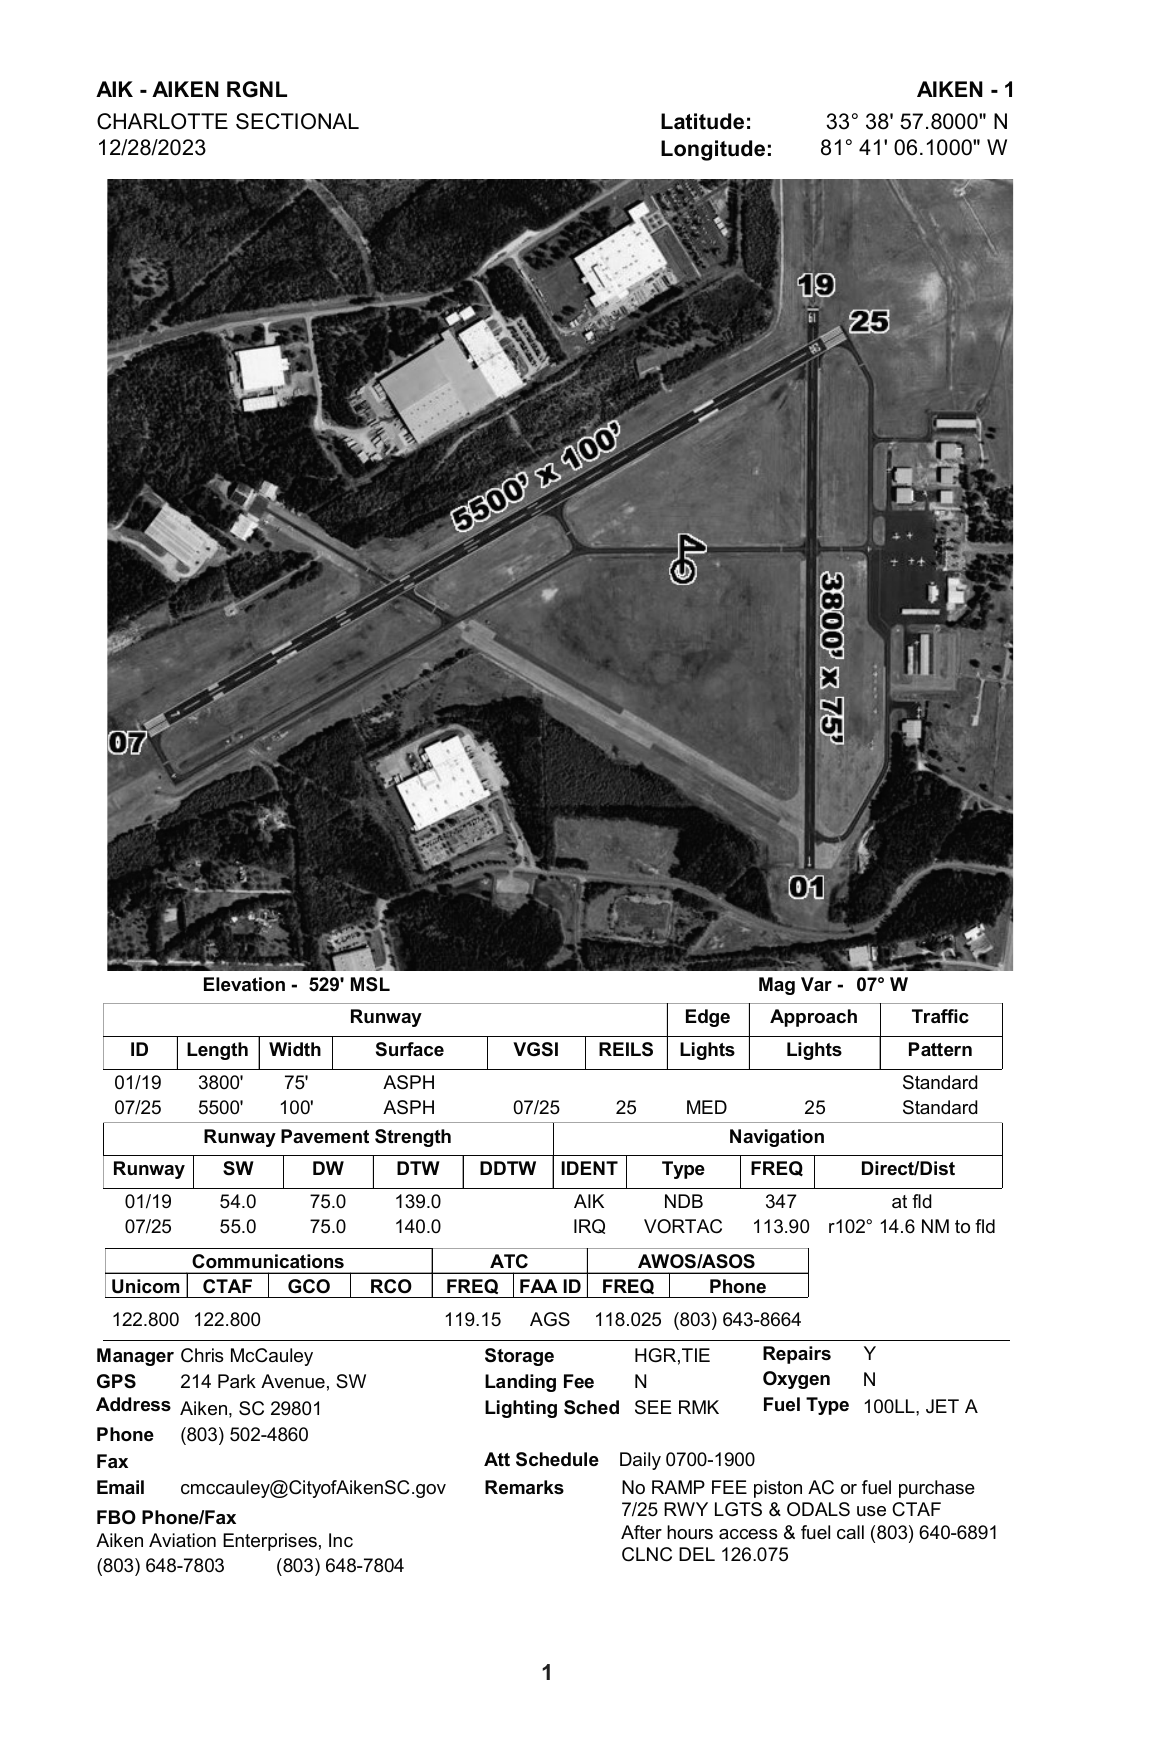 AIK - AIKEN RGNL AIKEN - 1
CHARLOTTE SECTIONAL Latitude: 33° 38' 57.8000" N
12/28/2023 Longitude: 81° 41' 06.1000" W
19
25
5500' x 100'
3800' x 75'
07
01
Elevation - 529' MSL Mag Var - 07° W
Runway Edge Approach Traffic
ID Length Width Surface VGSI REILS Lights Lights Pattern
01/19 3800' 75' ASPH Standard
07/25 5500' 100' ASPH 07/25 25 MED 25 Standard
Runway Pavement Strength Navigation
Runway SW DW DTW DDTW IDENT Type FREQ Direct/Dist
01/19 54.0 75.0 139.0 AIK NDB 347 at fld
07/25 55.0 75.0 140.0 IRQ VORTAC 113.90 r102° 14.6 NM to fld
Communications ATC AWOS/ASOS
Unicom CTAF GCO RCO FREQ FAA ID FREQ Phone
122.800 122.800 119.15 AGS 118.025 (803) 643-8664
Manager Chris McCauley Storage HGR,TIE Repairs Y
GPS 214 Park Avenue, SW Landing Fee N Oxygen N
Address Aiken, SC 29801 Lighting Sched SEE RMK Fuel Type 100LL, JET A
Phone (803) 502-4860
Fax Att Schedule Daily 0700-1900
Email cmccauley@CityofAikenSC.gov Remarks No RAMP FEE piston AC or fuel purchase
7/25 RWY LGTS & ODALS use CTAF
FBO Phone/Fax
After hours access & fuel call (803) 640-6891
Aiken Aviation Enterprises, Inc
CLNC DEL 126.075
(803) 648-7803 (803) 648-7804
1